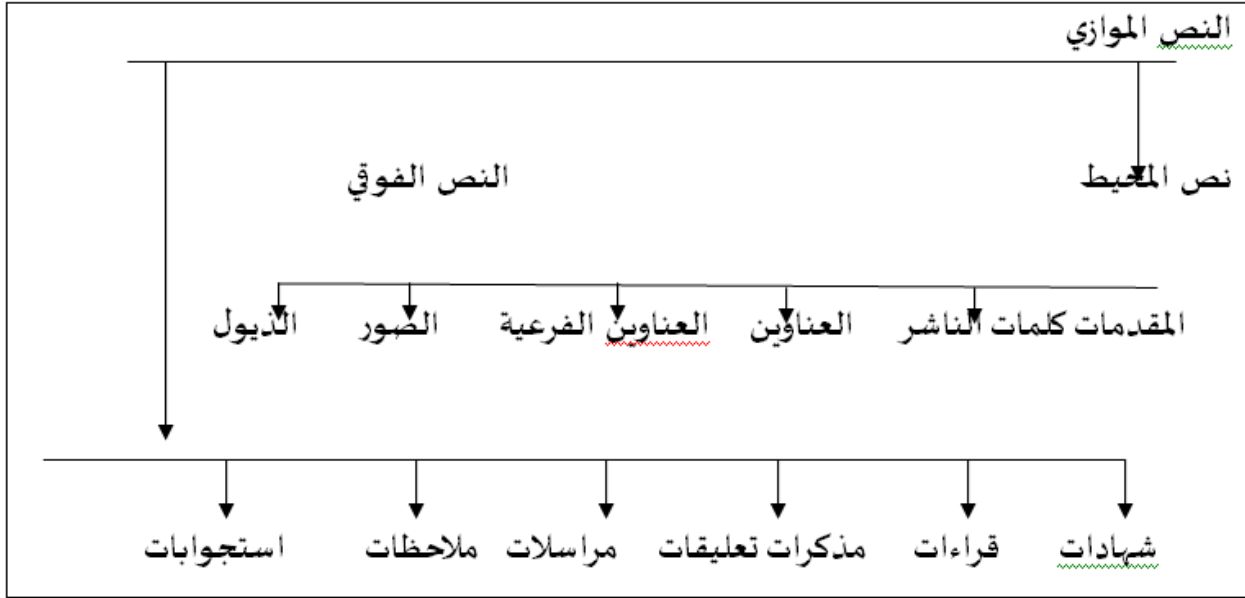 النص الموازي
نص المحيط النص الفوقي
المقدمات كلمات الناشر العناوين العناوين الفرعية الصور الذيول
شهادات قراءات مذكرات تعليقات مراسلات ملاحظات استجوابات